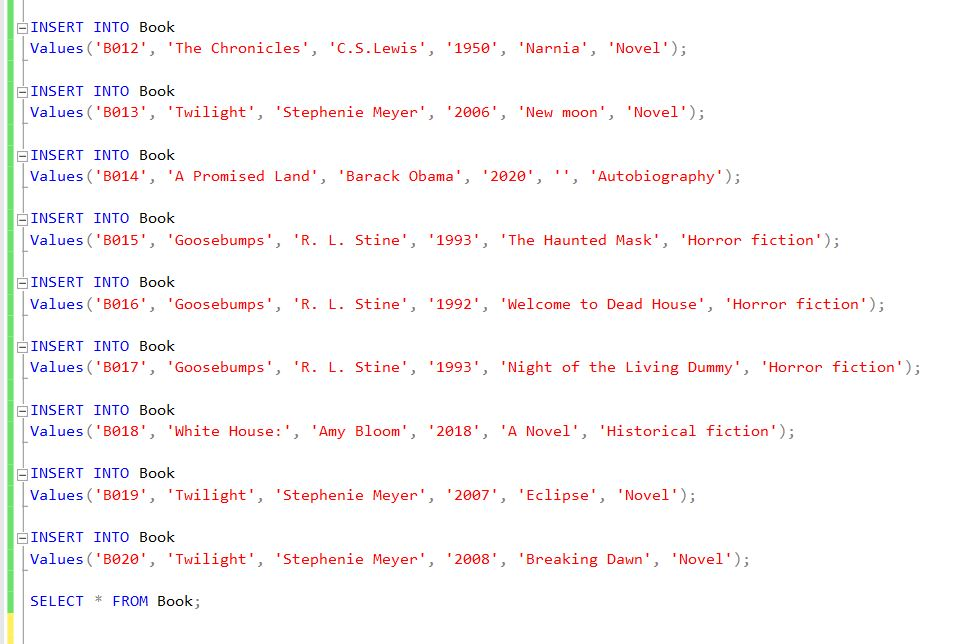 INSERT INTO Book
Values('B012', 'The Chronicles', 'C.S.Lewis', '1950', 'Narnia', 'Novel');
INSERT INTO Book
Values('B013', 'Twilight', 'Stephenie Meyer', '2006', 'New moon', 'Novel');
INSERT INTO Book
Values('B014', 'A Promised Land', 'Barack Obama', '2020', '', 'Autobiography');
INSERT INTO Book
Values('B015', 'Goosebumps', 'R. L. Stine', '1993', 'The Haunted Mask', 'Horror fiction');
INSERT INTO Book
Values('B016', 'Goosebumps', 'R. L. Stine', '1992', 'Welcome to Dead House', 'Horror fiction');
INSERT INTO Book
Values('B017', 'Goosebumps', 'R. L. Stine', '1993', 'Night of the Living Dummy', 'Horror fiction');
INSERT INTO Book
Values('B018', 'White House:', 'Amy Bloom', '2018', 'A Novel', 'Historical fiction');
INSERT INTO Book
Values('B019', 'Twilight', 'Stephenie Meyer', '2007', 'Eclipse', 'Novel');
INSERT INTO Book
Values('B020', 'Twilight', 'Stephenie Meyer', '2008', 'Breaking Dawn', 'Novel');
SELECT * FROM Book;